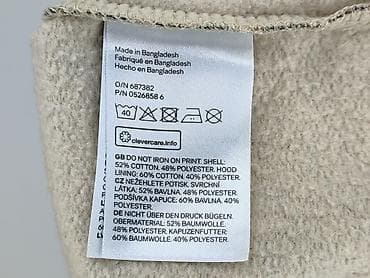 Made in Bangladesh
Fabriqué en Bangladesh
Hecho en Bangladesh
O/N 687382
P/N 0526858 6
40
clevercare.info
GB DO NOT IRON ON PRINT. SHELL:
52% COTTON. 48% POLYESTER. HOOD
LINING: 60% COTTON. 40% POLYESTER.
CZ NEŽEHLETE POTISK. SVRCHNÍ
LÁTKA: 52% BAVLNA. 48% POLYESTER.
PODŠÍVKA KAPUCE: 60% BAVLNA. 40%
POLYESTER.
DE NICHT ÜBER DEN DRUCK BÜGELN.
OBERMATERIAL: 52% BAUMWOLLE. 48%
POLYESTER. KAPUZENFUTTER:
60% BAUMWOLLE. 40% POLYESTER.